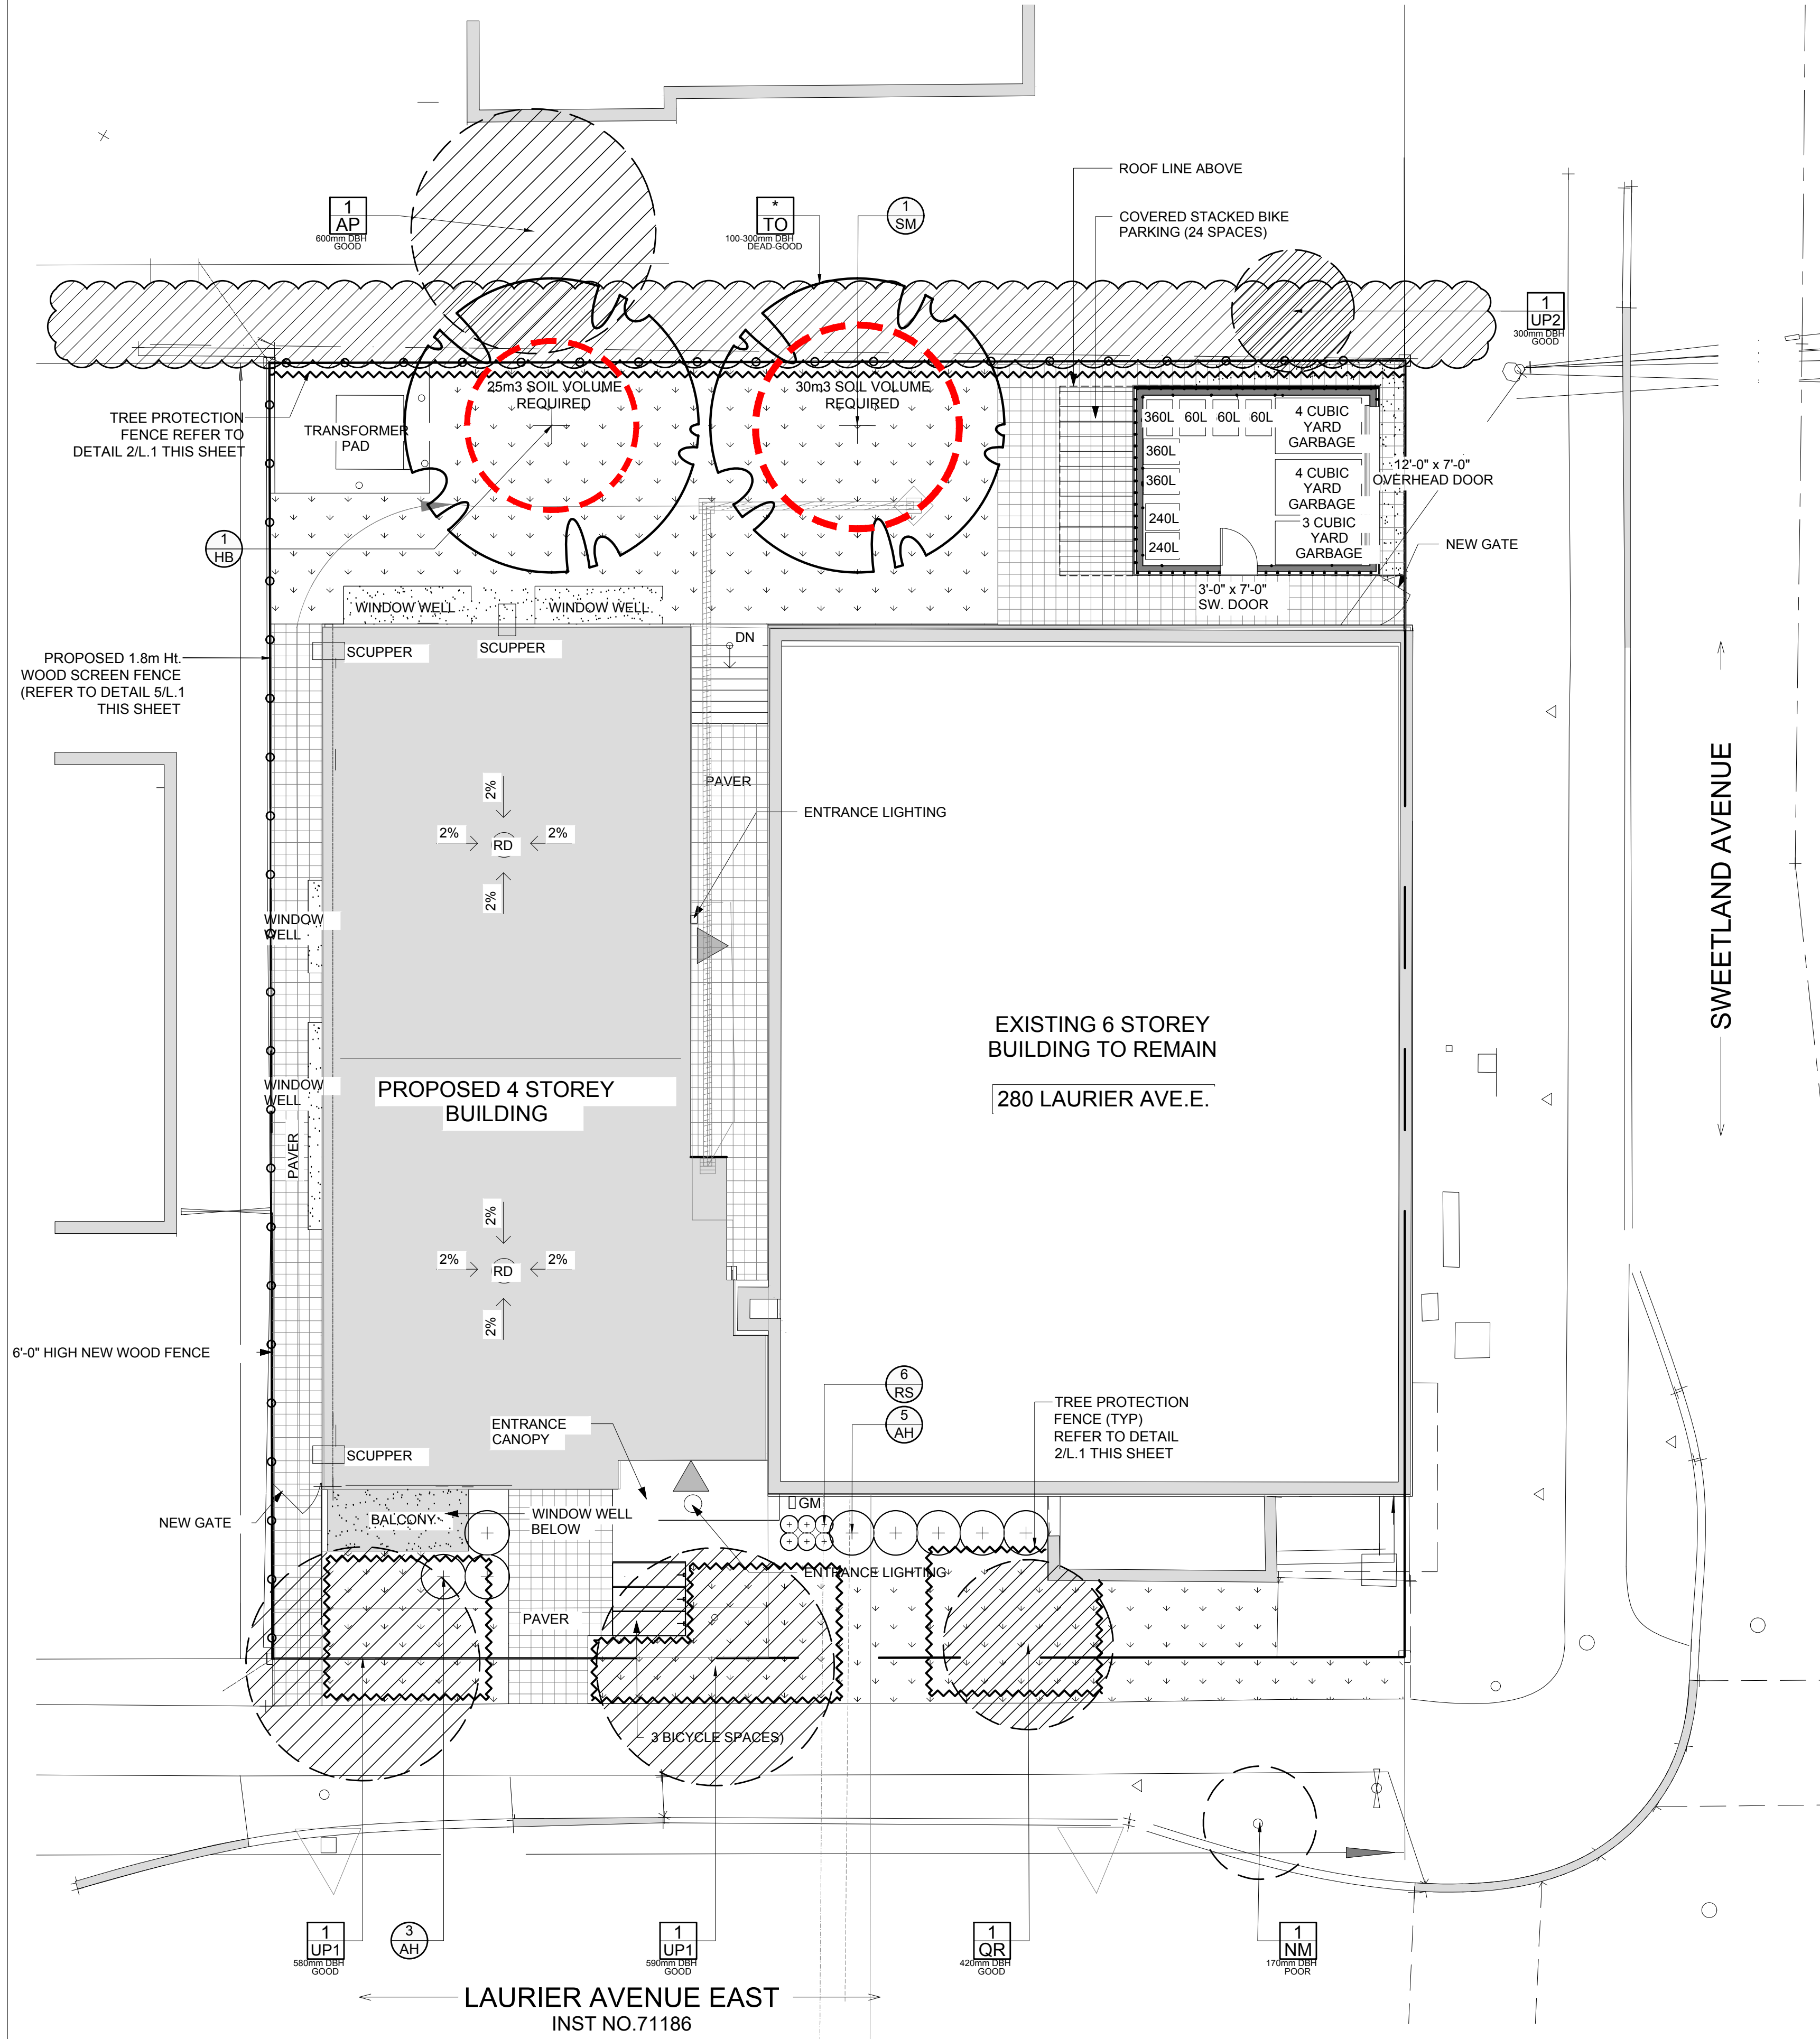 ROOF LINE ABOVE
COVERED STACKED BIKE
PARKING (24 SPACES)
1
AP
600mm DBH
GOOD
*
TO
100-300mm DBH
DEAD-GOOD
1
SM
1
UP2
300mm DBH
GOOD
TREE PROTECTION
FENCE REFER TO
DETAIL 2/L.1 THIS SHEET
TRANSFORMER
PAD
25m3 SOIL VOLUME
REQUIRED
30m3 SOIL VOLUME
REQUIRED
360L
60L
60L
60L
4 CUBIC
YARD
GARBAGE
360L
360L
4 CUBIC
YARD
GARBAGE
240L
240L
3 CUBIC
YARD
GARBAGE
12'-0" x 7'-0"
OVERHEAD DOOR
NEW GATE
3'-0" x 7'-0"
SW. DOOR
1
HB
WINDOW WELL
WINDOW WELL
SCUPPER
SCUPPER
DN
PROPOSED 1.8m Ht.
WOOD SCREEN FENCE
(REFER TO DETAIL 5/L.1
THIS SHEET
PAVER
ENTRANCE LIGHTING
2%
2%
RD
2%
2%
WINDOW
WELL
WINDOW
WELL
PAVER
PROPOSED 4 STOREY
BUILDING
EXISTING 6 STOREY
BUILDING TO REMAIN
280 LAURIER AVE.E.
SWEETLAND AVENUE
2%
2%
RD
2%
2%
6'-0" HIGH NEW WOOD FENCE
6
RS
5
AH
TREE PROTECTION
FENCE (TYP)
REFER TO DETAIL
2/L.1 THIS SHEET
ENTRANCE
CANOPY
SCUPPER
GM
NEW GATE
BALCONY
WINDOW WELL
BELOW
ENTRANCE LIGHTING
PAVER
3 BICYCLE SPACES)
1
UP1
580mm DBH
GOOD
3
AH
1
UP1
590mm DBH
GOOD
1
QR
420mm DBH
GOOD
1
NM
170mm DBH
POOR
LAURIER AVENUE EAST
INST NO.71186